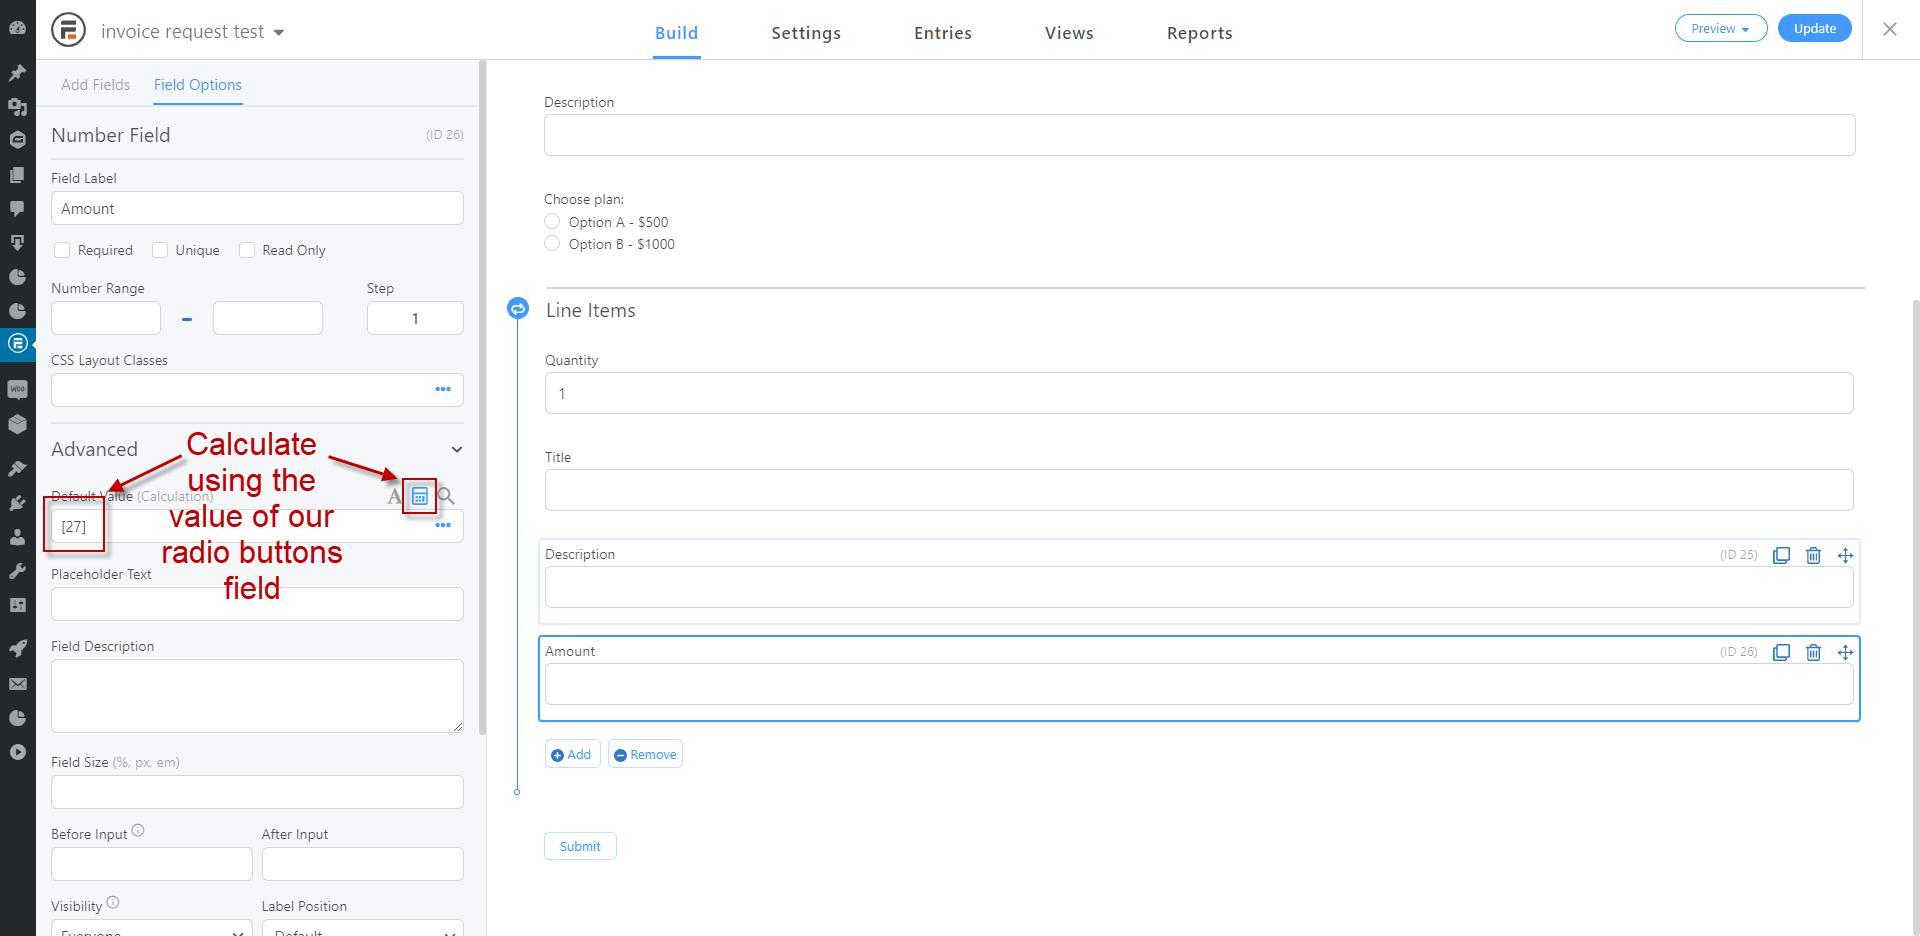 invoice request test
Build
Settings
Entries
Views
Reports
Preview
Update
Add Fields
Field Options
Number Field
(ID 26)
Field Label
Amount
Required
Unique
Read Only
Number Range
Step
-
1
CSS Layout Classes
Advanced
Default Value (Calculation)
A
[27]
Calculate
using the
value of our
radio buttons
field
Placeholder Text
Field Description
Field Size (%, px, em)
Before Input
After Input
Visibility
Label Position
Everyone
Default
Description
Choose plan:
Option A - $500
Option B - $1000
Line Items
Quantity
1
Title
Description
(ID 25)
Amount
(ID 26)
Add
Remove
Submit
WOO